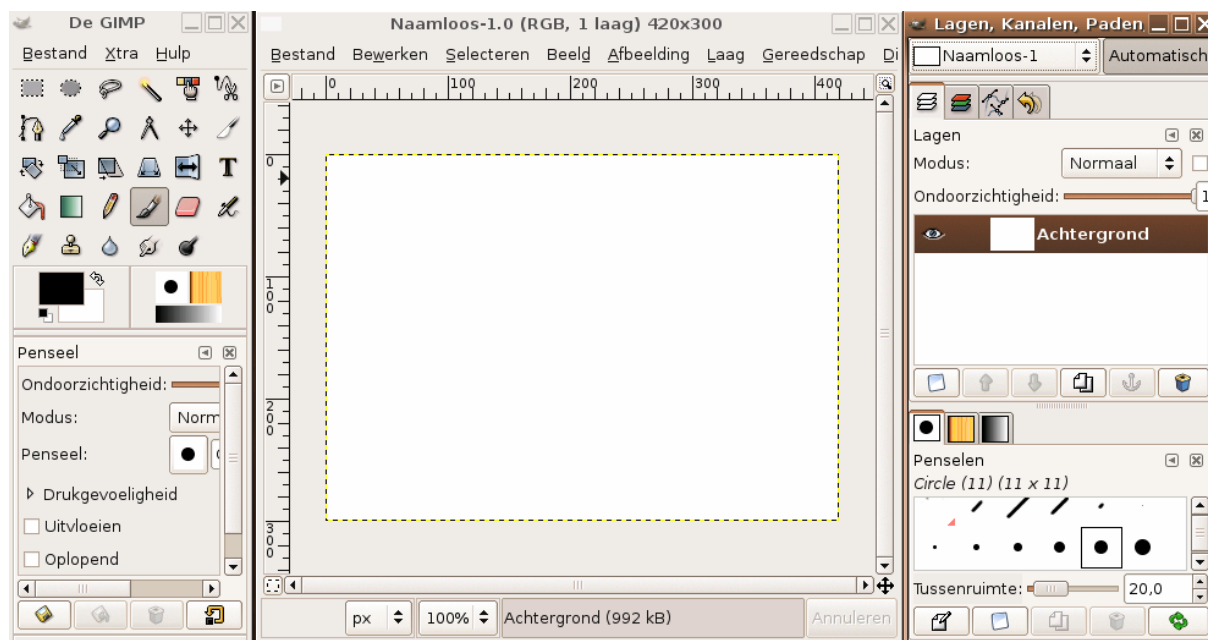 De GIMP
Bestand Xtra Hulp
Penseel
Ondoorzichtigheid:
Modus: Norm
Penseel:
Drukgevoeligheid
Uitvloeien
Oplopend
Naamloos-1.0 (RGB, 1 laag) 420x300
Bestand Bewerken Selecteren Beeld Afbeelding Laag Gereedschap Di
0 100 200 300 400
0
100
200
300
px 100% Achtergrond (992 kB) Annuleren
Lagen, Kanalen, Paden,
Naamloos-1 Automatisch
Lagen
Modus: Normaal
Ondoorzichtigheid: 1
Achtergrond
Penselen
Circle (11) (11 x 11)
Tussenruimte: 20,0